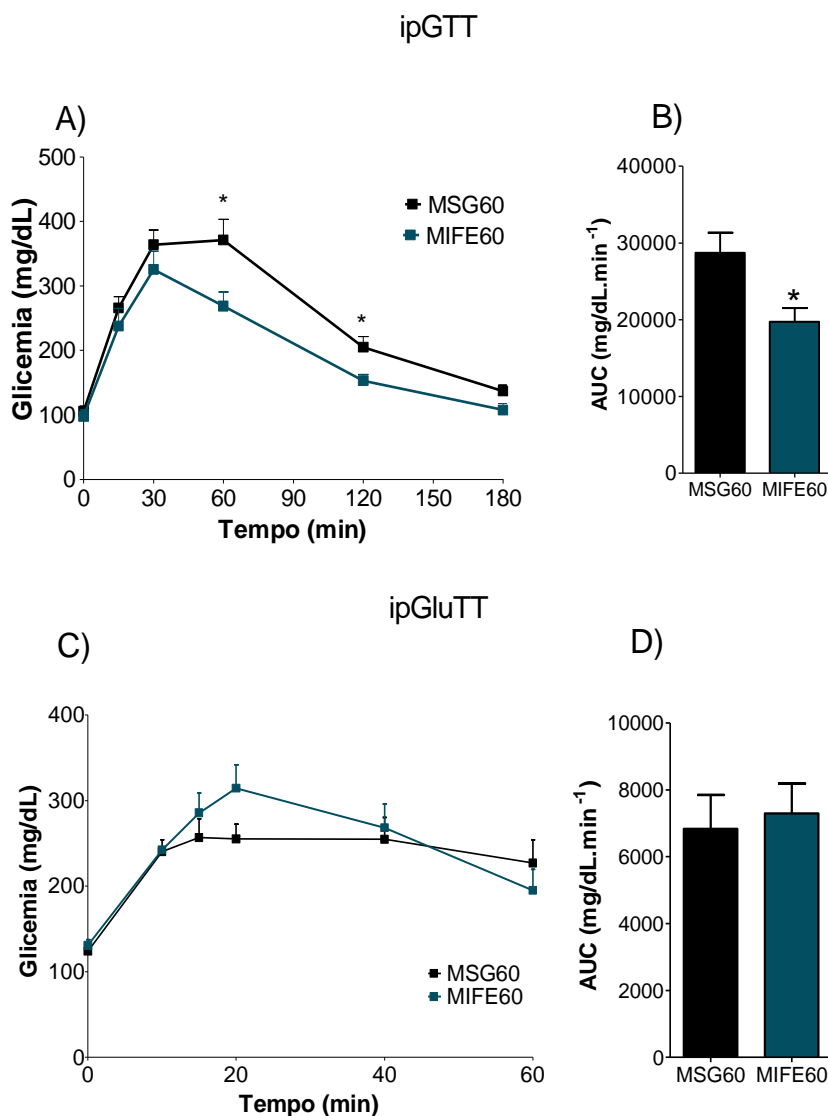 ipGTT
A)
B)
500
400
300
200
100
0
Glicemia (mg/dL)
*
*
MSG60
MIFE60
0 30 60 90 120 150 180
Tempo (min)
40000
30000
20000
10000
0
AUC (mg/dL.min⁻¹)
*
MSG60 MIFE60
ipGluTT
C)
D)
400
300
200
100
0
Glicemia (mg/dL)
MSG60
MIFE60
0 20 40 60
Tempo (min)
10000
8000
6000
4000
2000
0
AUC (mg/dL.min⁻¹)
MSG60 MIFE60